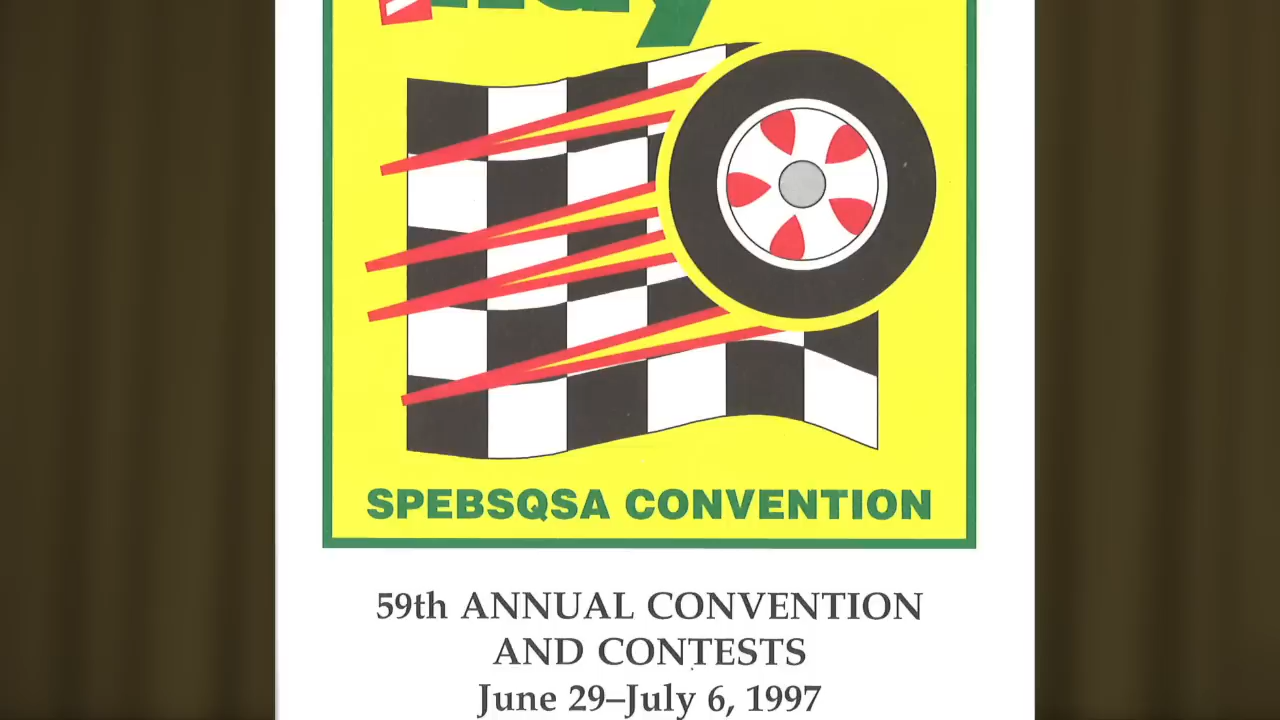 SPEBSQSA CONVENTION
59th ANNUAL CONVENTION
AND CONTESTS
June 29–July 6, 1997